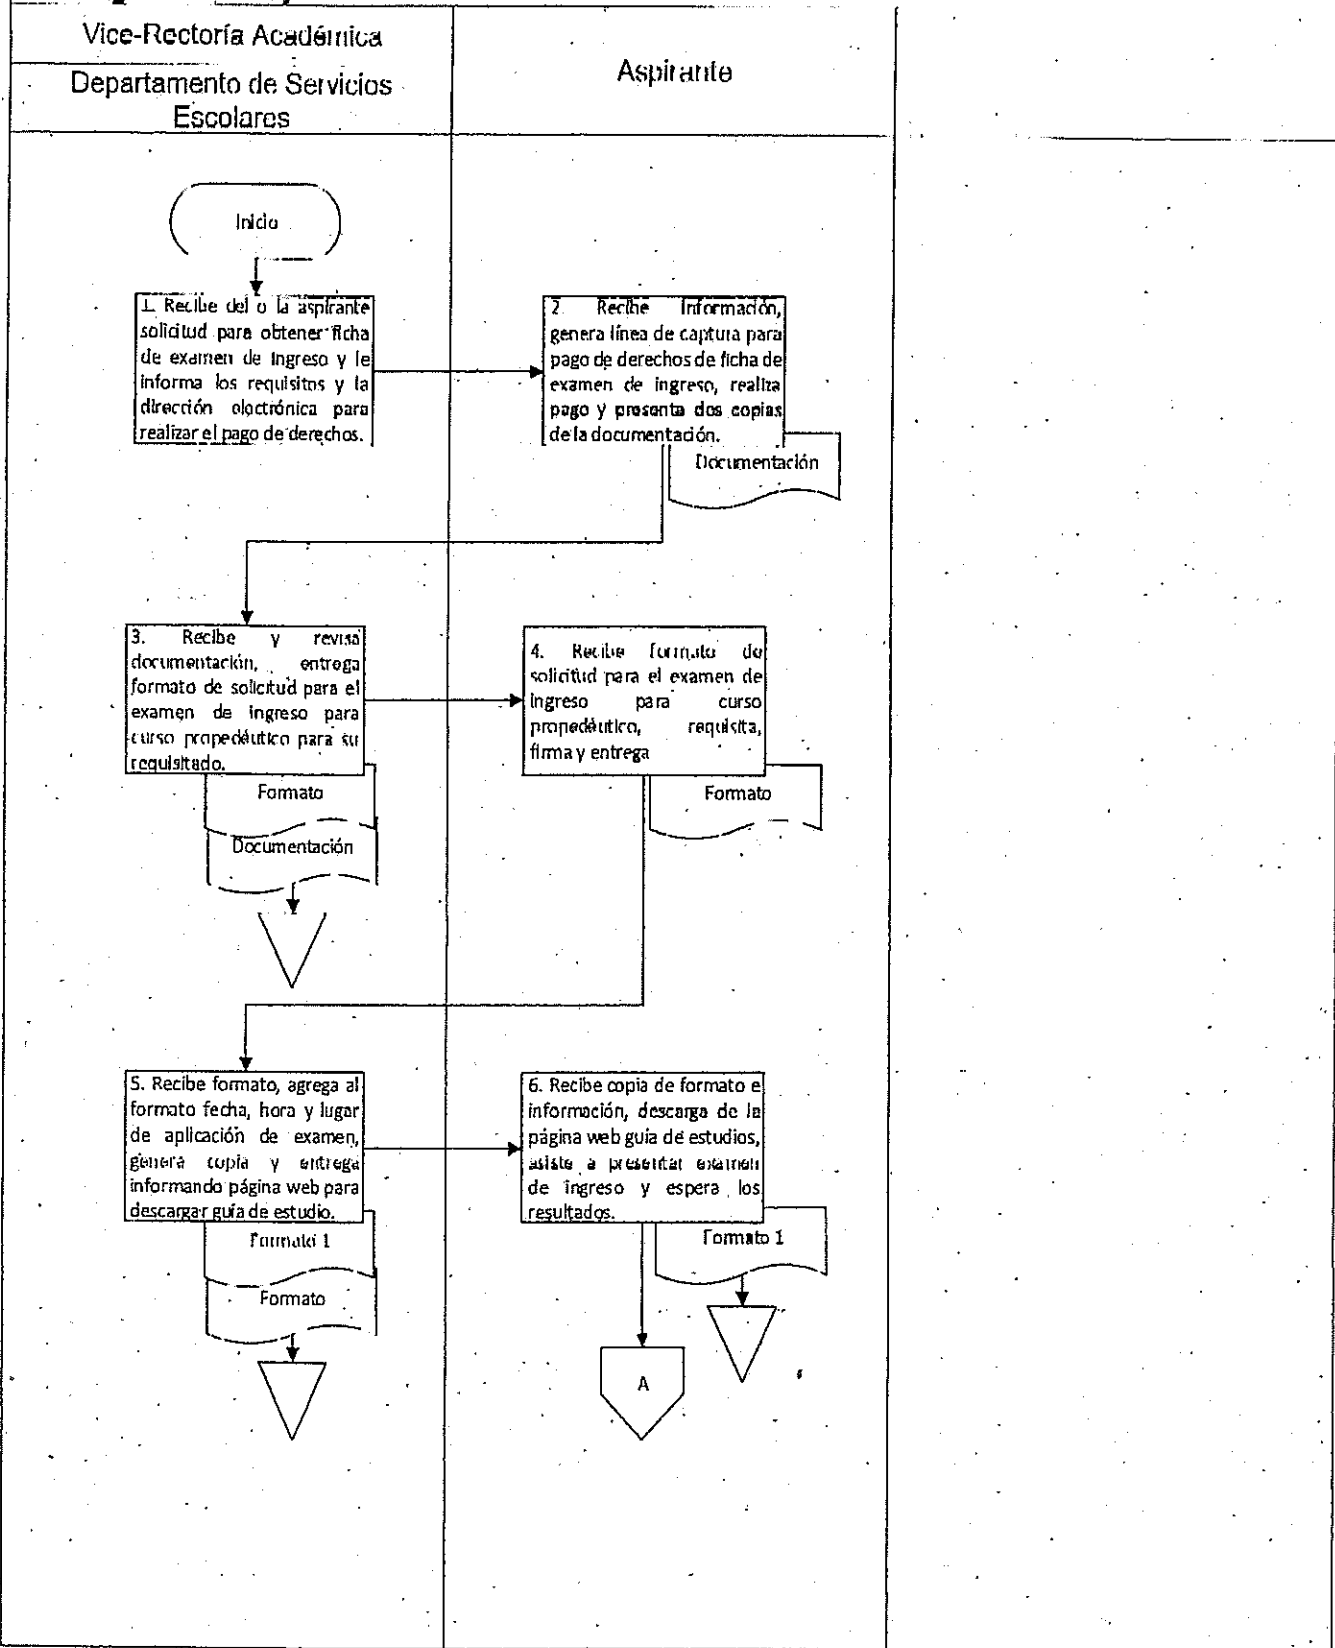 Vice-Rectoría Académica
Departamento de Servicios
Escolares
Aspirante
Inicio
1. Recibe del o la aspirante
solicitud para obtener ficha
de examen de ingreso y le
informa los requisitos y la
dirección electrónica para
realizar el pago de derechos.
2. Recibe Información,
genera línea de captura para
pago de derechos de ficha de
examen de ingreso, realiza
pago y presenta dos copias
de la documentación.
Documentación
3. Recibe y revisa
documentación, entrega
formato de solicitud para el
examen de ingreso para
curso propedéutico para su
requisitado.
Formato
Documentación
4. Recibe formato de
solicitud para el examen de
ingreso para curso
propedéutico, requisita,
firma y entrega
Formato
5. Recibe formato, agrega al
formato fecha, hora y lugar
de aplicación de examen,
genera copia y entrega
informando página web para
descargar guía de estudio.
Formato 1
Formato
6. Recibe copia de formato e
información, descarga de la
página web guía de estudios,
asiste a presentar examen
de ingreso y espera los
resultados.
Formato 1
A